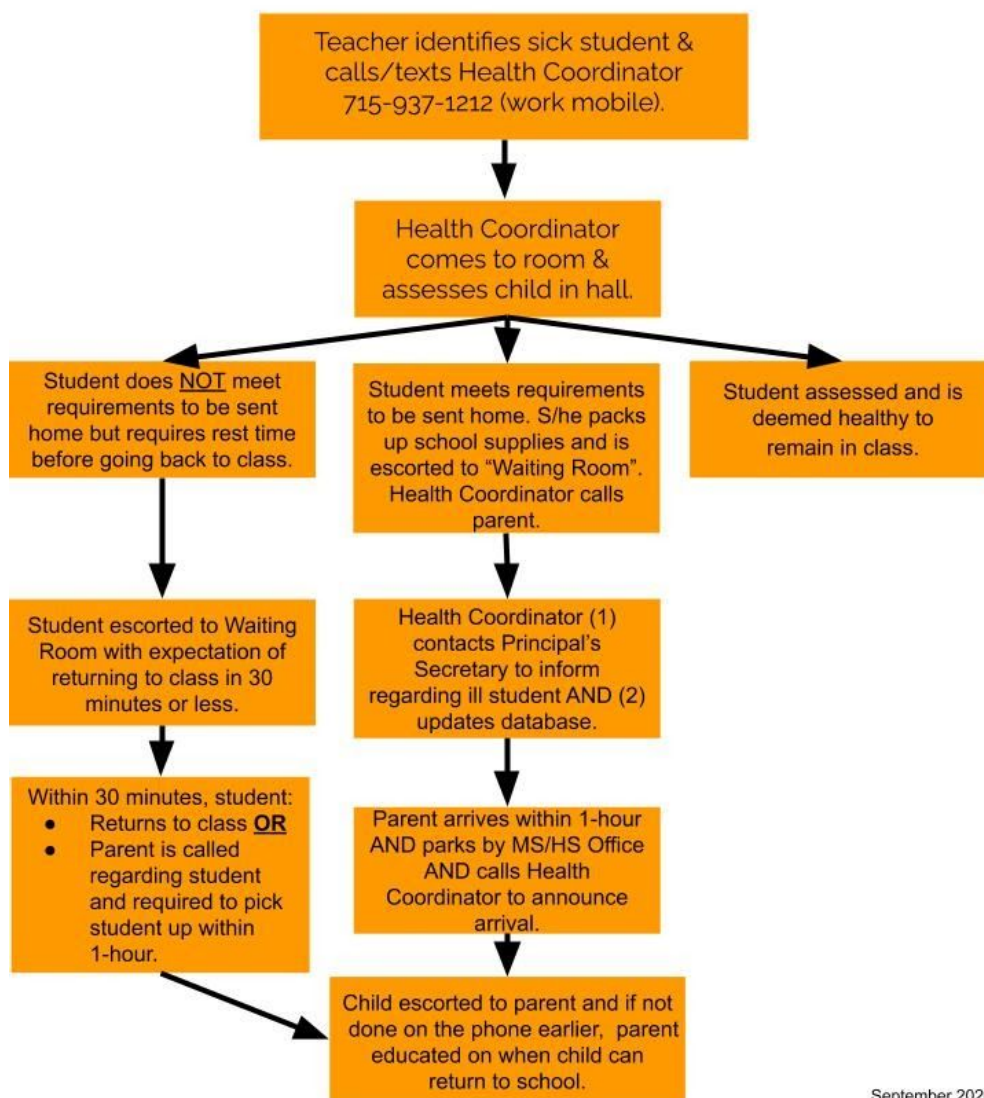 Teacher identifies sick student &
calls/texts Health Coordinator
715-937-1212 (work mobile).
Health Coordinator
comes to room &
assesses child in hall.
Student does NOT meet
requirements to be sent
home but requires rest time
before going back to class.
Student meets requirements
to be sent home. S/he packs
up school supplies and is
escorted to “Waiting Room”.
Health Coordinator calls
parent.
Student assessed and is
deemed healthy to
remain in class.
Student escorted to Waiting
Room with expectation of
returning to class in 30
minutes or less.
Health Coordinator (1)
contacts Principal’s
Secretary to inform
regarding ill student AND (2)
updates database.
Within 30 minutes, student:
● Returns to class OR
● Parent is called
regarding student
and required to pick
student up within
1-hour.
Parent arrives within 1-hour
AND parks by MS/HS Office
AND calls Health
Coordinator to announce
arrival.
Child escorted to parent and if not
done on the phone earlier, parent
educated on when child can
return to school.
September 202